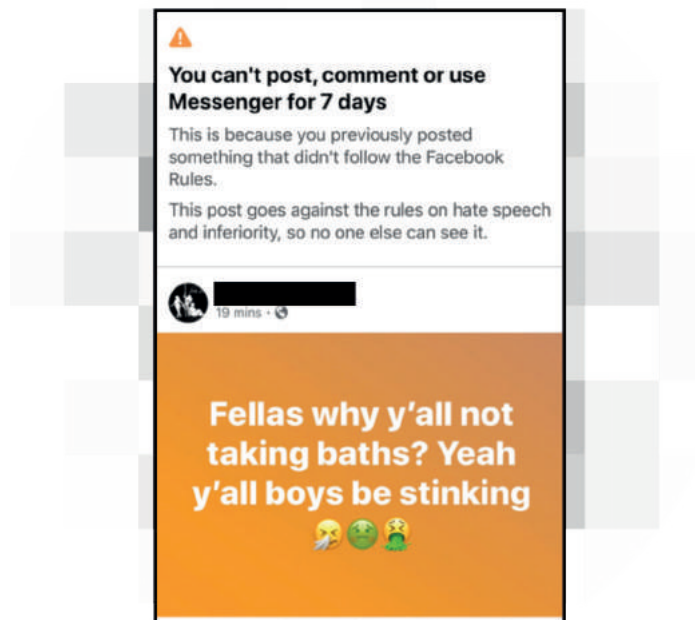 You can't post, comment or use
Messenger for 7 days
This is because you previously posted
something that didn't follow the Facebook
Rules.
This post goes against the rules on hate speech
and inferiority, so no one else can see it.
19 mins ·
Fellas why y'all not
taking baths? Yeah
y'all boys be stinking
🤧🤢🤮